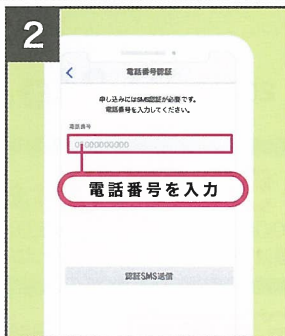 2
電話番号認証
申し込みにはSMS認証が必要です。
電話番号を入力してください。
電話番号
00000000000
電話番号を入力
認証SMS送信